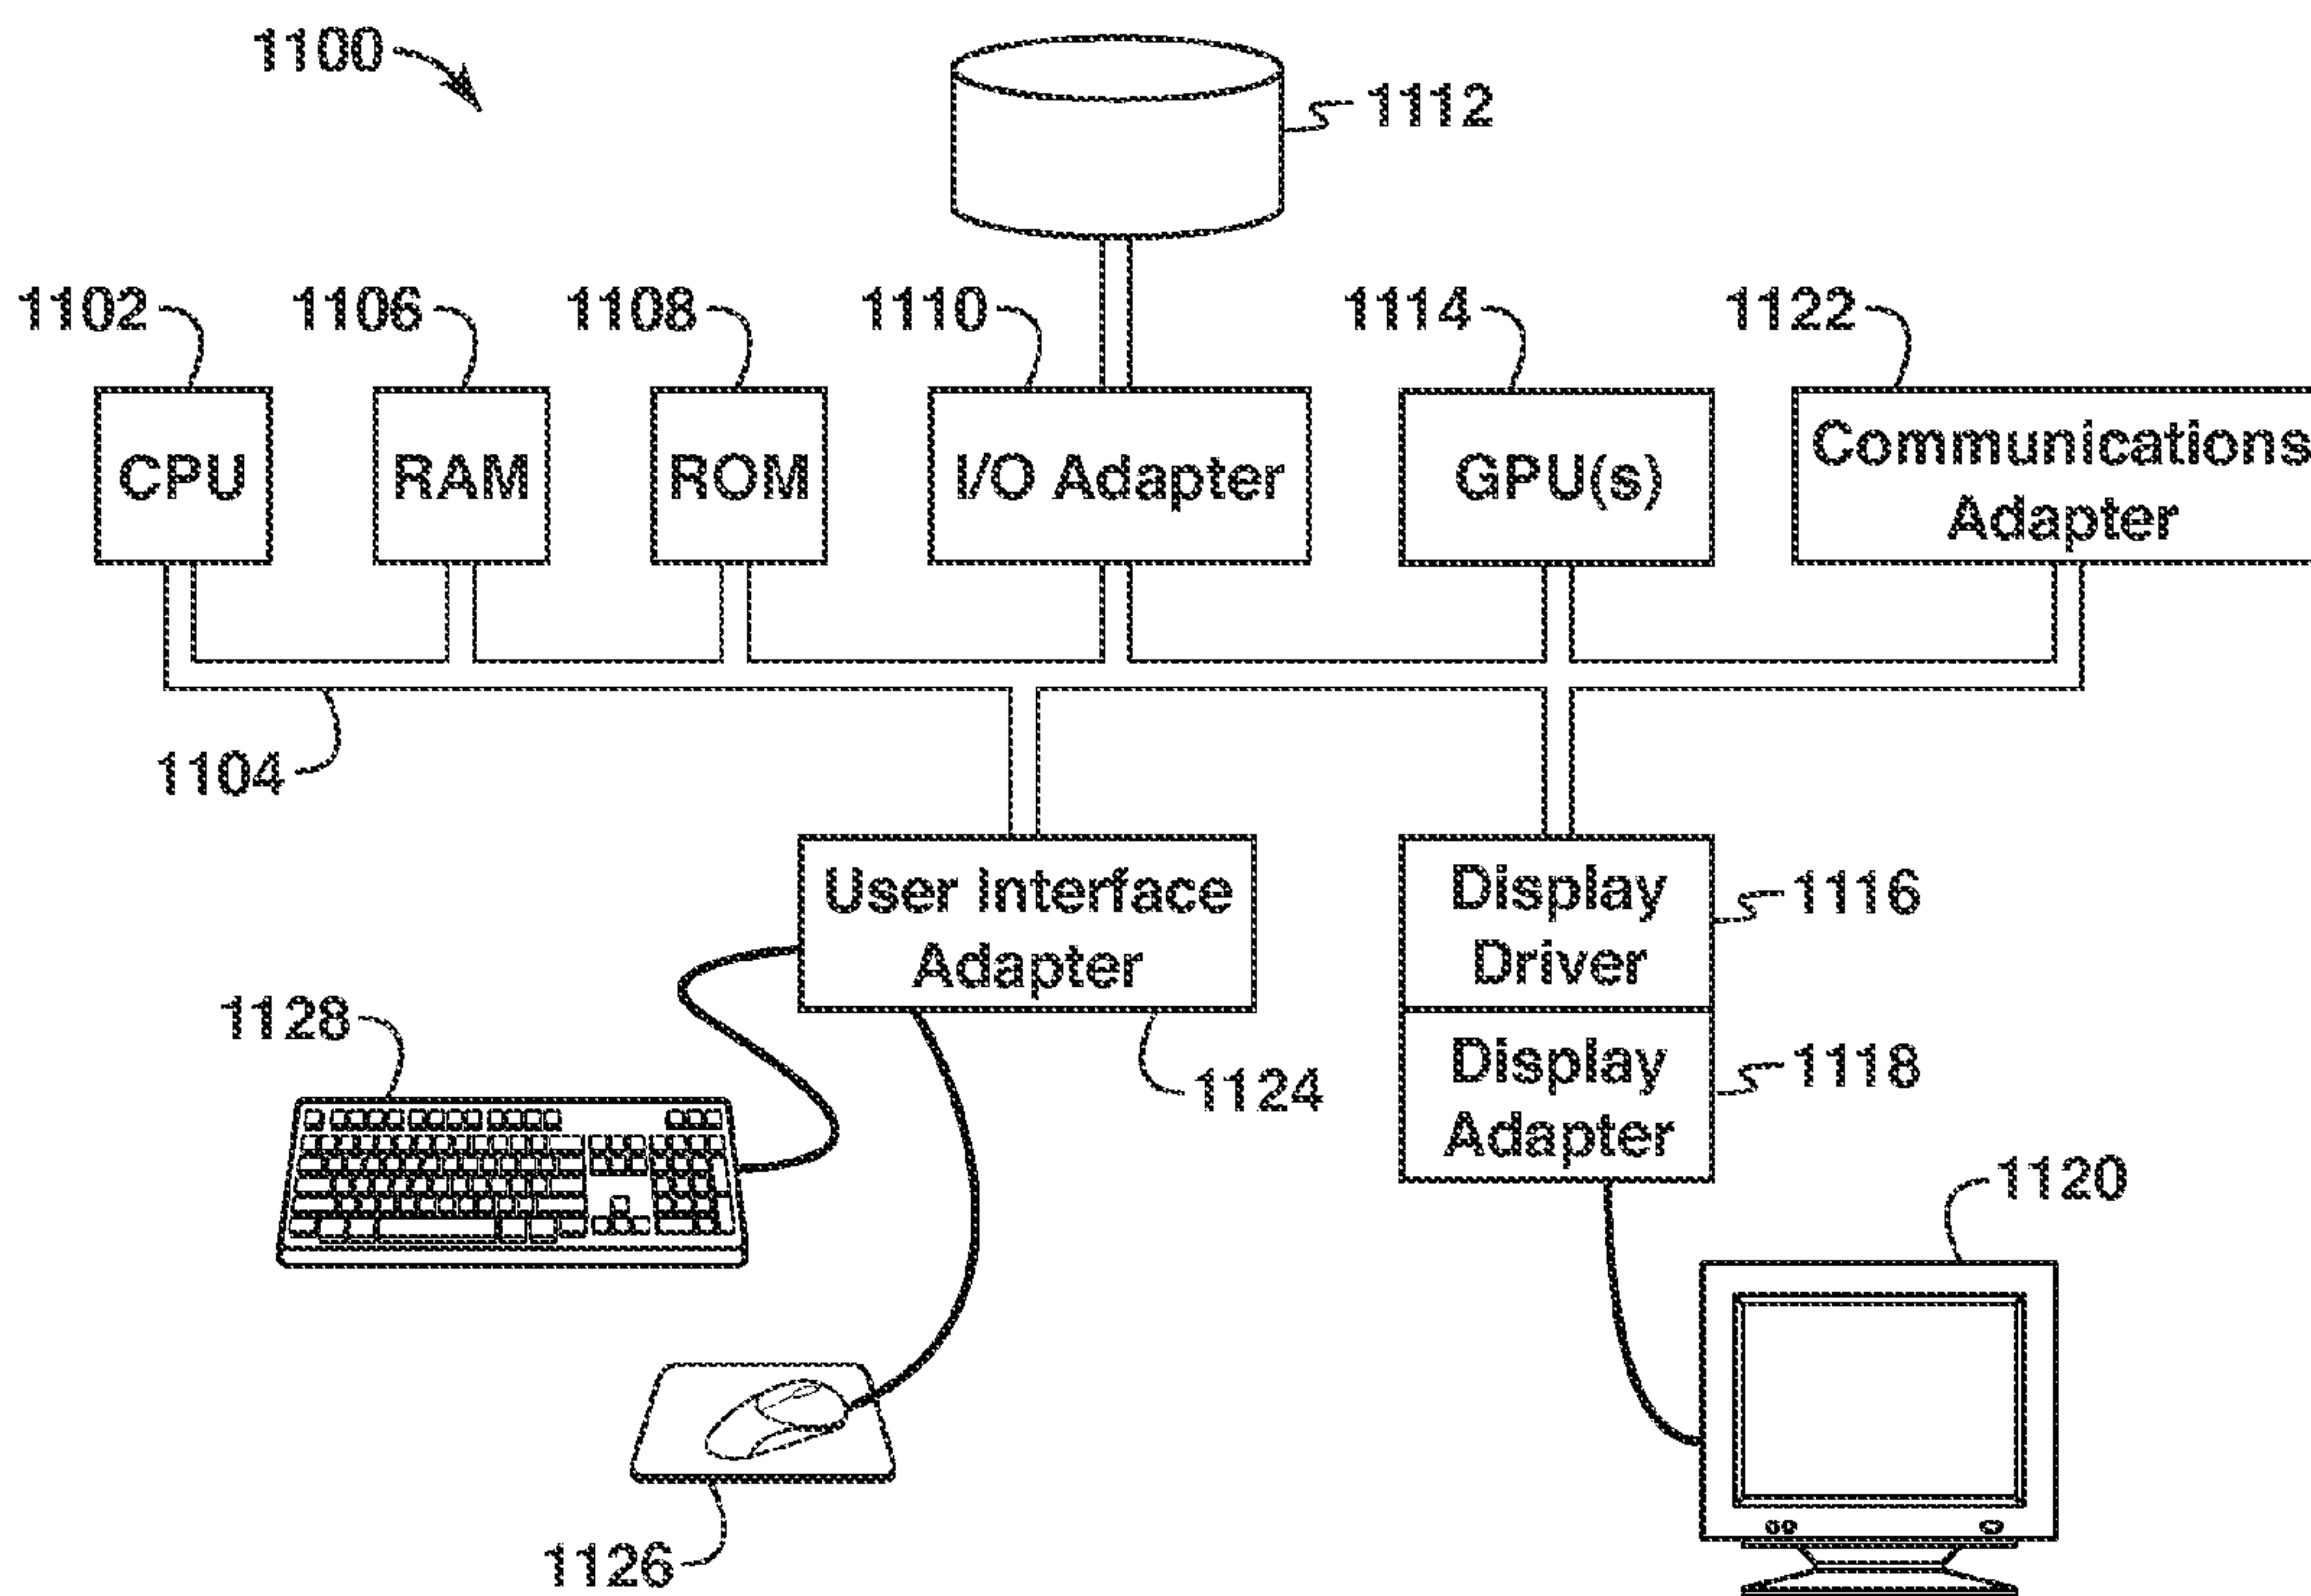 1100
1112
1102
1106
1108
1110
1114
1122
CPU
RAM
ROM
I/O Adapter
GPU(s)
Communications
Adapter
1104
User Interface
Adapter
Display
Driver
1116
1128
1124
Display
Adapter
1118
1120
1126